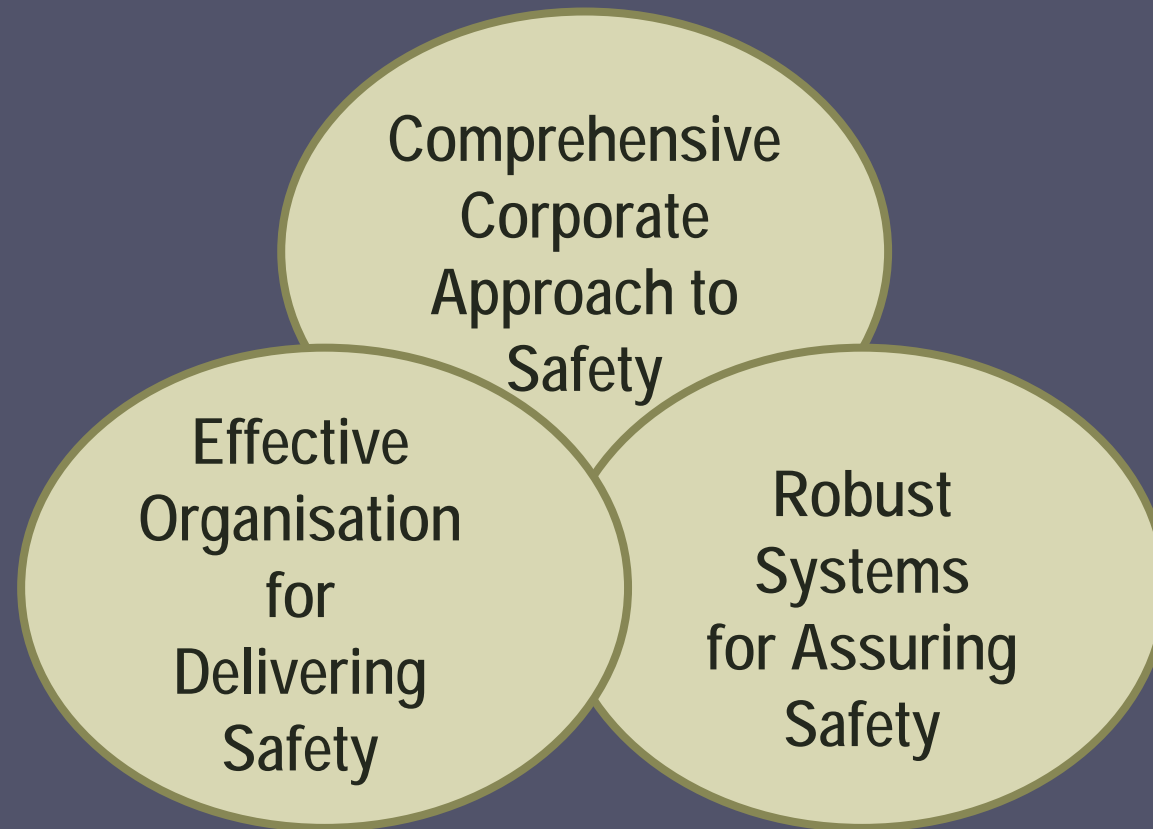 Comprehensive
Corporate
Approach to
Safety
Effective
Organisation
for
Delivering
Safety
Robust
Systems
for Assuring
Safety